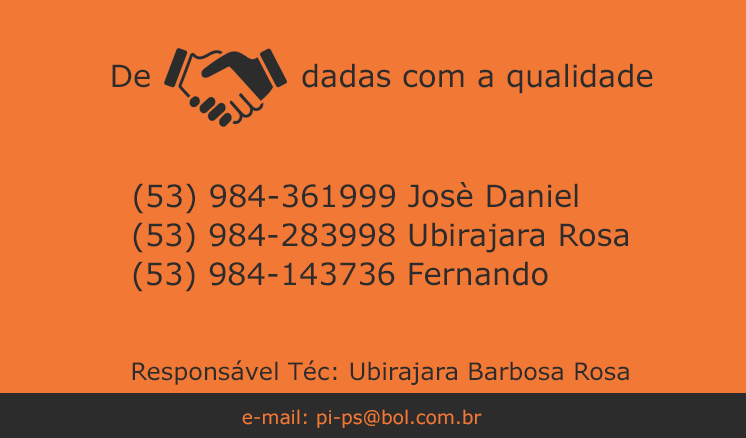 De dadas com a qualidade
(53) 984-361999 Josè Daniel
(53) 984-283998 Ubirajara Rosa
(53) 984-143736 Fernando
Responsável Téc: Ubirajara Barbosa Rosa
e-mail: pi-ps@bol.com.br